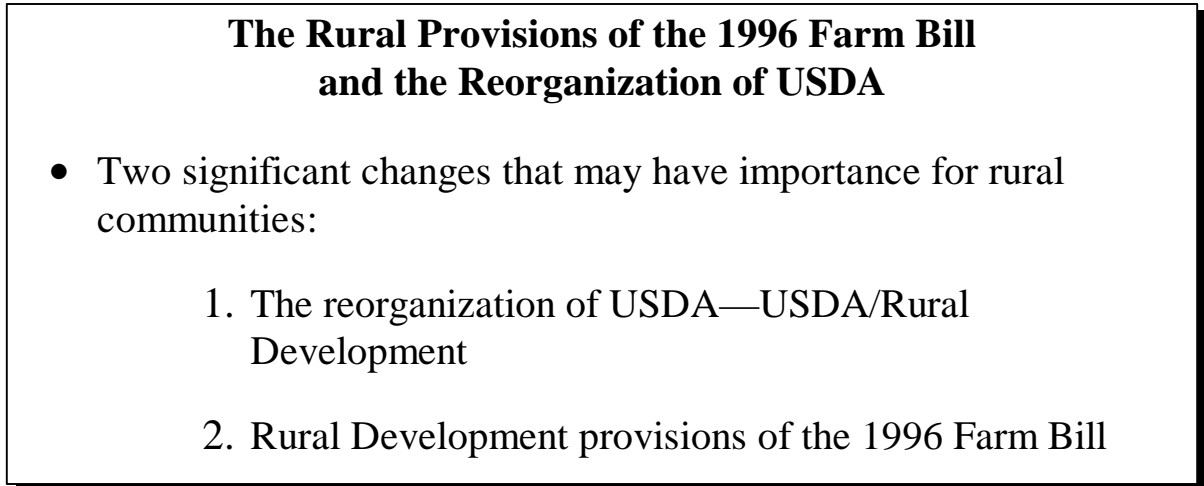 The Rural Provisions of the 1996 Farm Bill
and the Reorganization of USDA
• Two significant changes that may have importance for rural
communities:
1. The reorganization of USDA—USDA/Rural
Development
2. Rural Development provisions of the 1996 Farm Bill